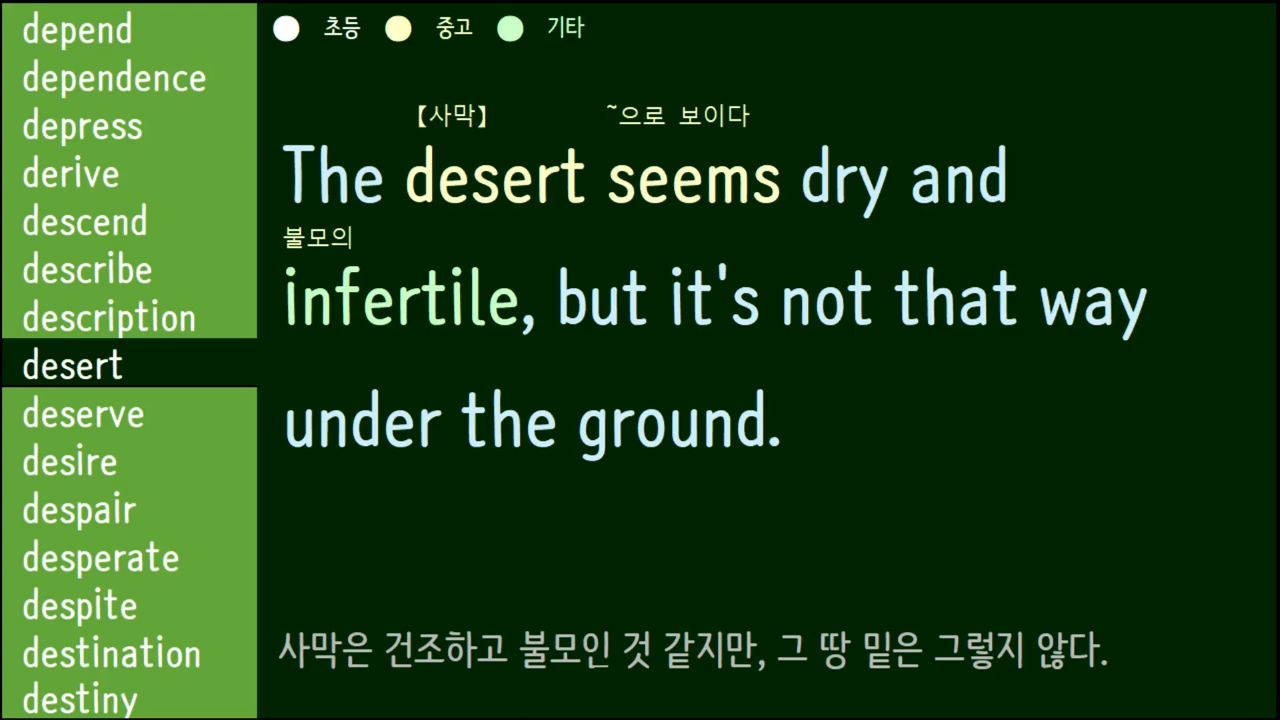 depend
dependence
depress
derive
descend
describe
description
desert
deserve
desire
despair
desperate
despite
destination
destiny
초등 중고 기타
【사막】 ~으로 보이다
The desert seems dry and
불모의
infertile, but it's not that way
under the ground.
사막은 건조하고 불모인 것 같지만, 그 땅 밑은 그렇지 않다.